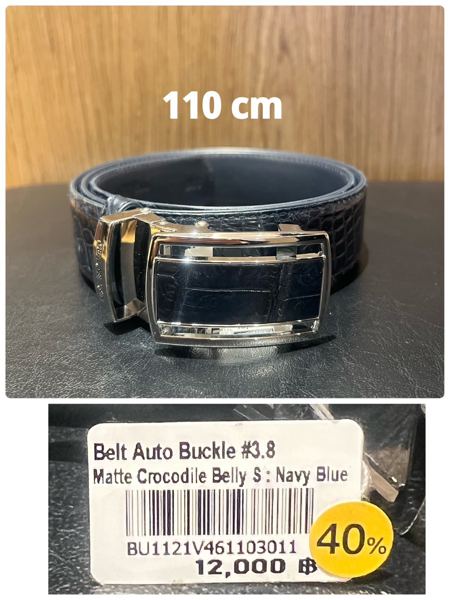 110 cm
Belt Auto Buckle #3.8
Matte Crocodile Belly S : Navy Blue
BU1121V461103011
40%
12,000 ฿